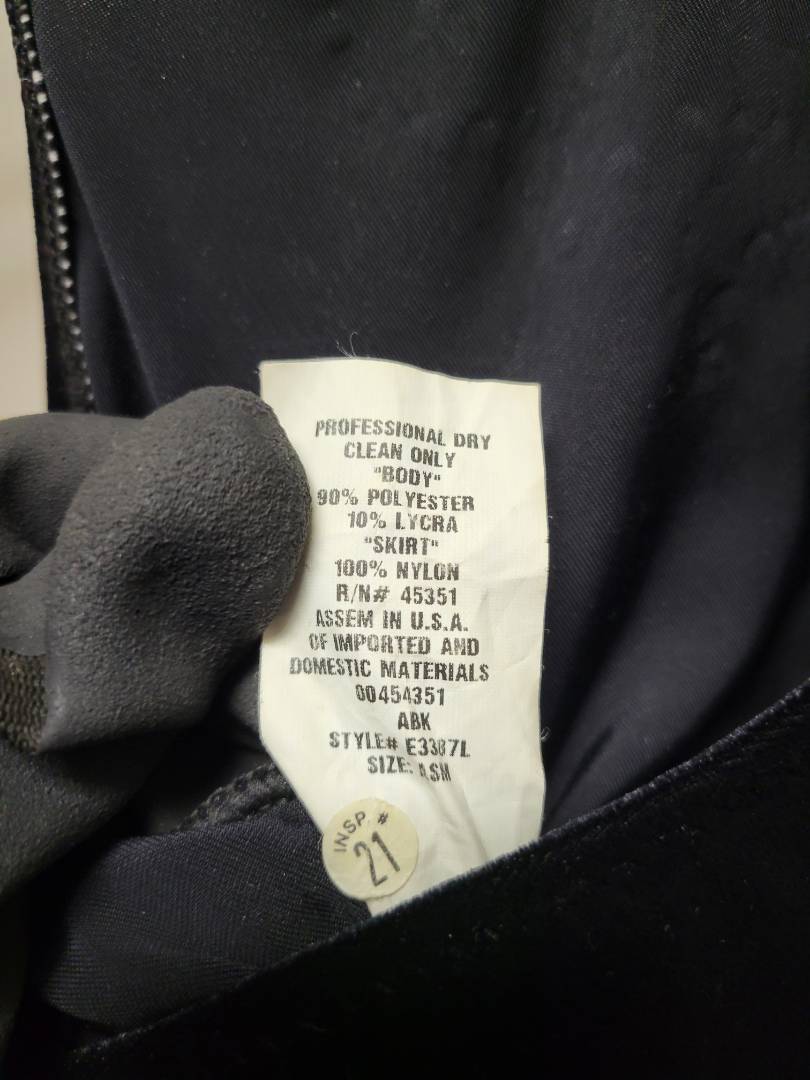 PROFESSIONAL DRY
CLEAN ONLY
"BODY"
90% POLYESTER
10% LYCRA
"SKIRT"
100% NYLON
R/N# 45351
ASSEM IN U.S.A.
OF IMPORTED AND
DOMESTIC MATERIALS
00454351
ABK
STYLE# E3387L
SIZE:
INSP. #
21